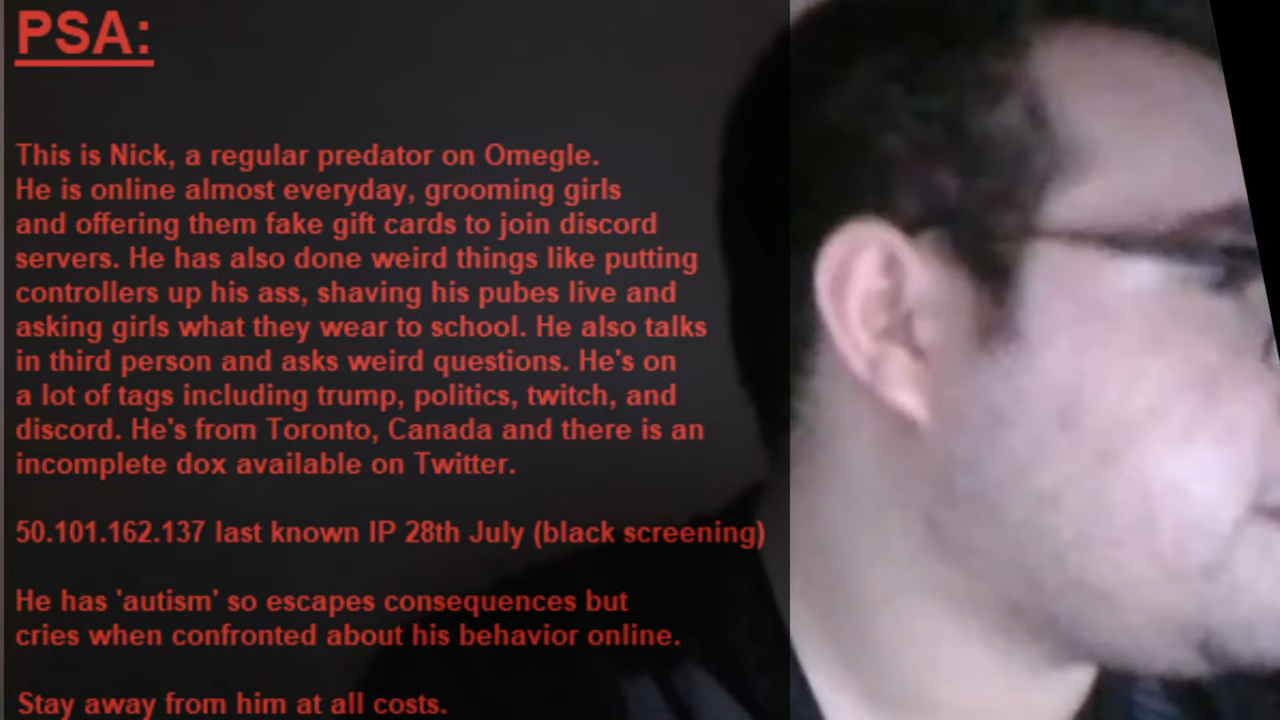 PSA:
This is Nick, a regular predator on Omegle.
He is online almost everyday, grooming girls
and offering them fake gift cards to join discord
servers. He has also done weird things like putting
controllers up his ass, shaving his pubes live and
asking girls what they wear to school. He also talks
in third person and asks weird questions. He's on
a lot of tags including trump, politics, twitch, and
discord. He's from Toronto, Canada and there is an
incomplete dox available on Twitter.
50.101.162.137 last known IP 28th July (black screening)
He has 'autism' so escapes consequences but
cries when confronted about his behavior online.
Stay away from him at all costs.